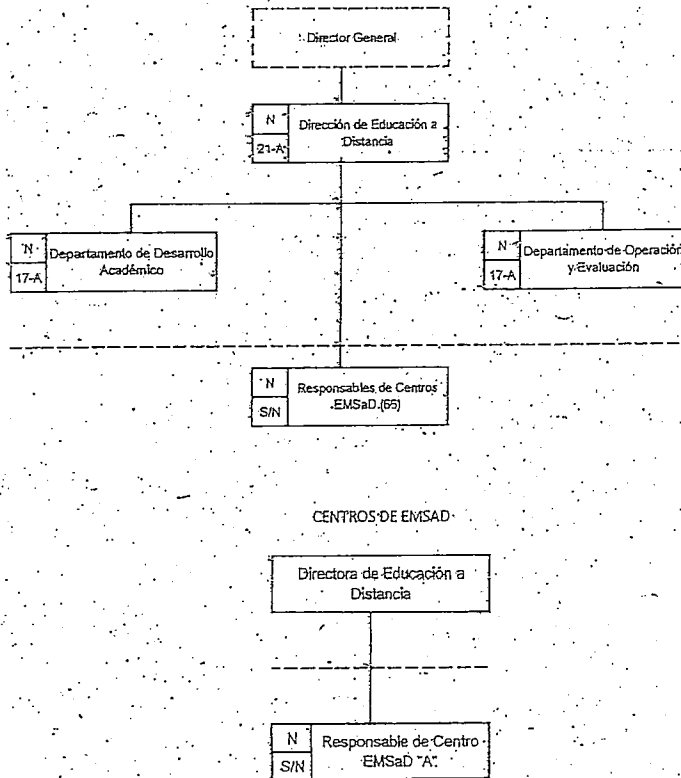 Director General
N
21-A
Dirección de Educación a
Distancia
N
17-A
Departamento de Desarrollo
Académico
N
17-A
Departamento de Operación
y Evaluación
N
S/N
Responsables de Centros
EMSaD (65)
CENTROS DE EMSAD
Directora de Educación a
Distancia
N
S/N
Responsable de Centro
EMSaD "A"